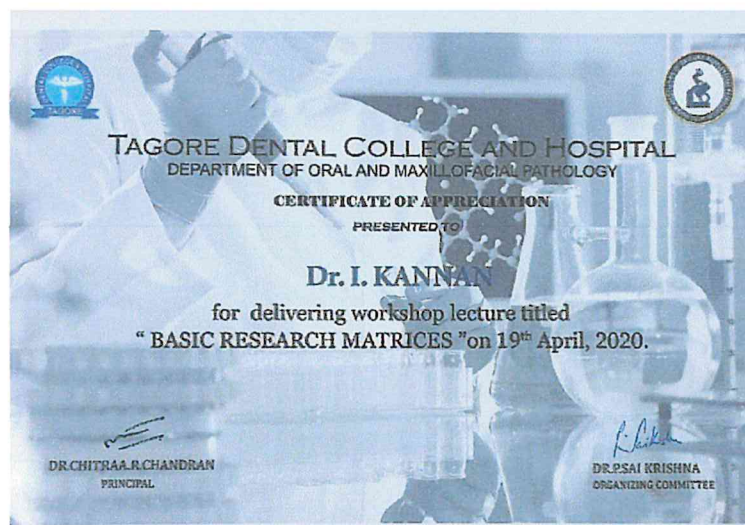 TAGORE
TAGORE DENTAL COLLEGE AND HOSPITAL
DEPARTMENT OF ORAL AND MAXILLOFACIAL PATHOLOGY
CERTIFICATE OF APPRECIATION
PRESENTED TO
Dr. I. KANNAN
for delivering workshop lecture titled
“ BASIC RESEARCH MATRICES ”on 19th April, 2020.
DR.CHITRAA.R.CHANDRAN
PRINCIPAL
DR.P.SAI KRISHNA
ORGANIZING COMMITTEE